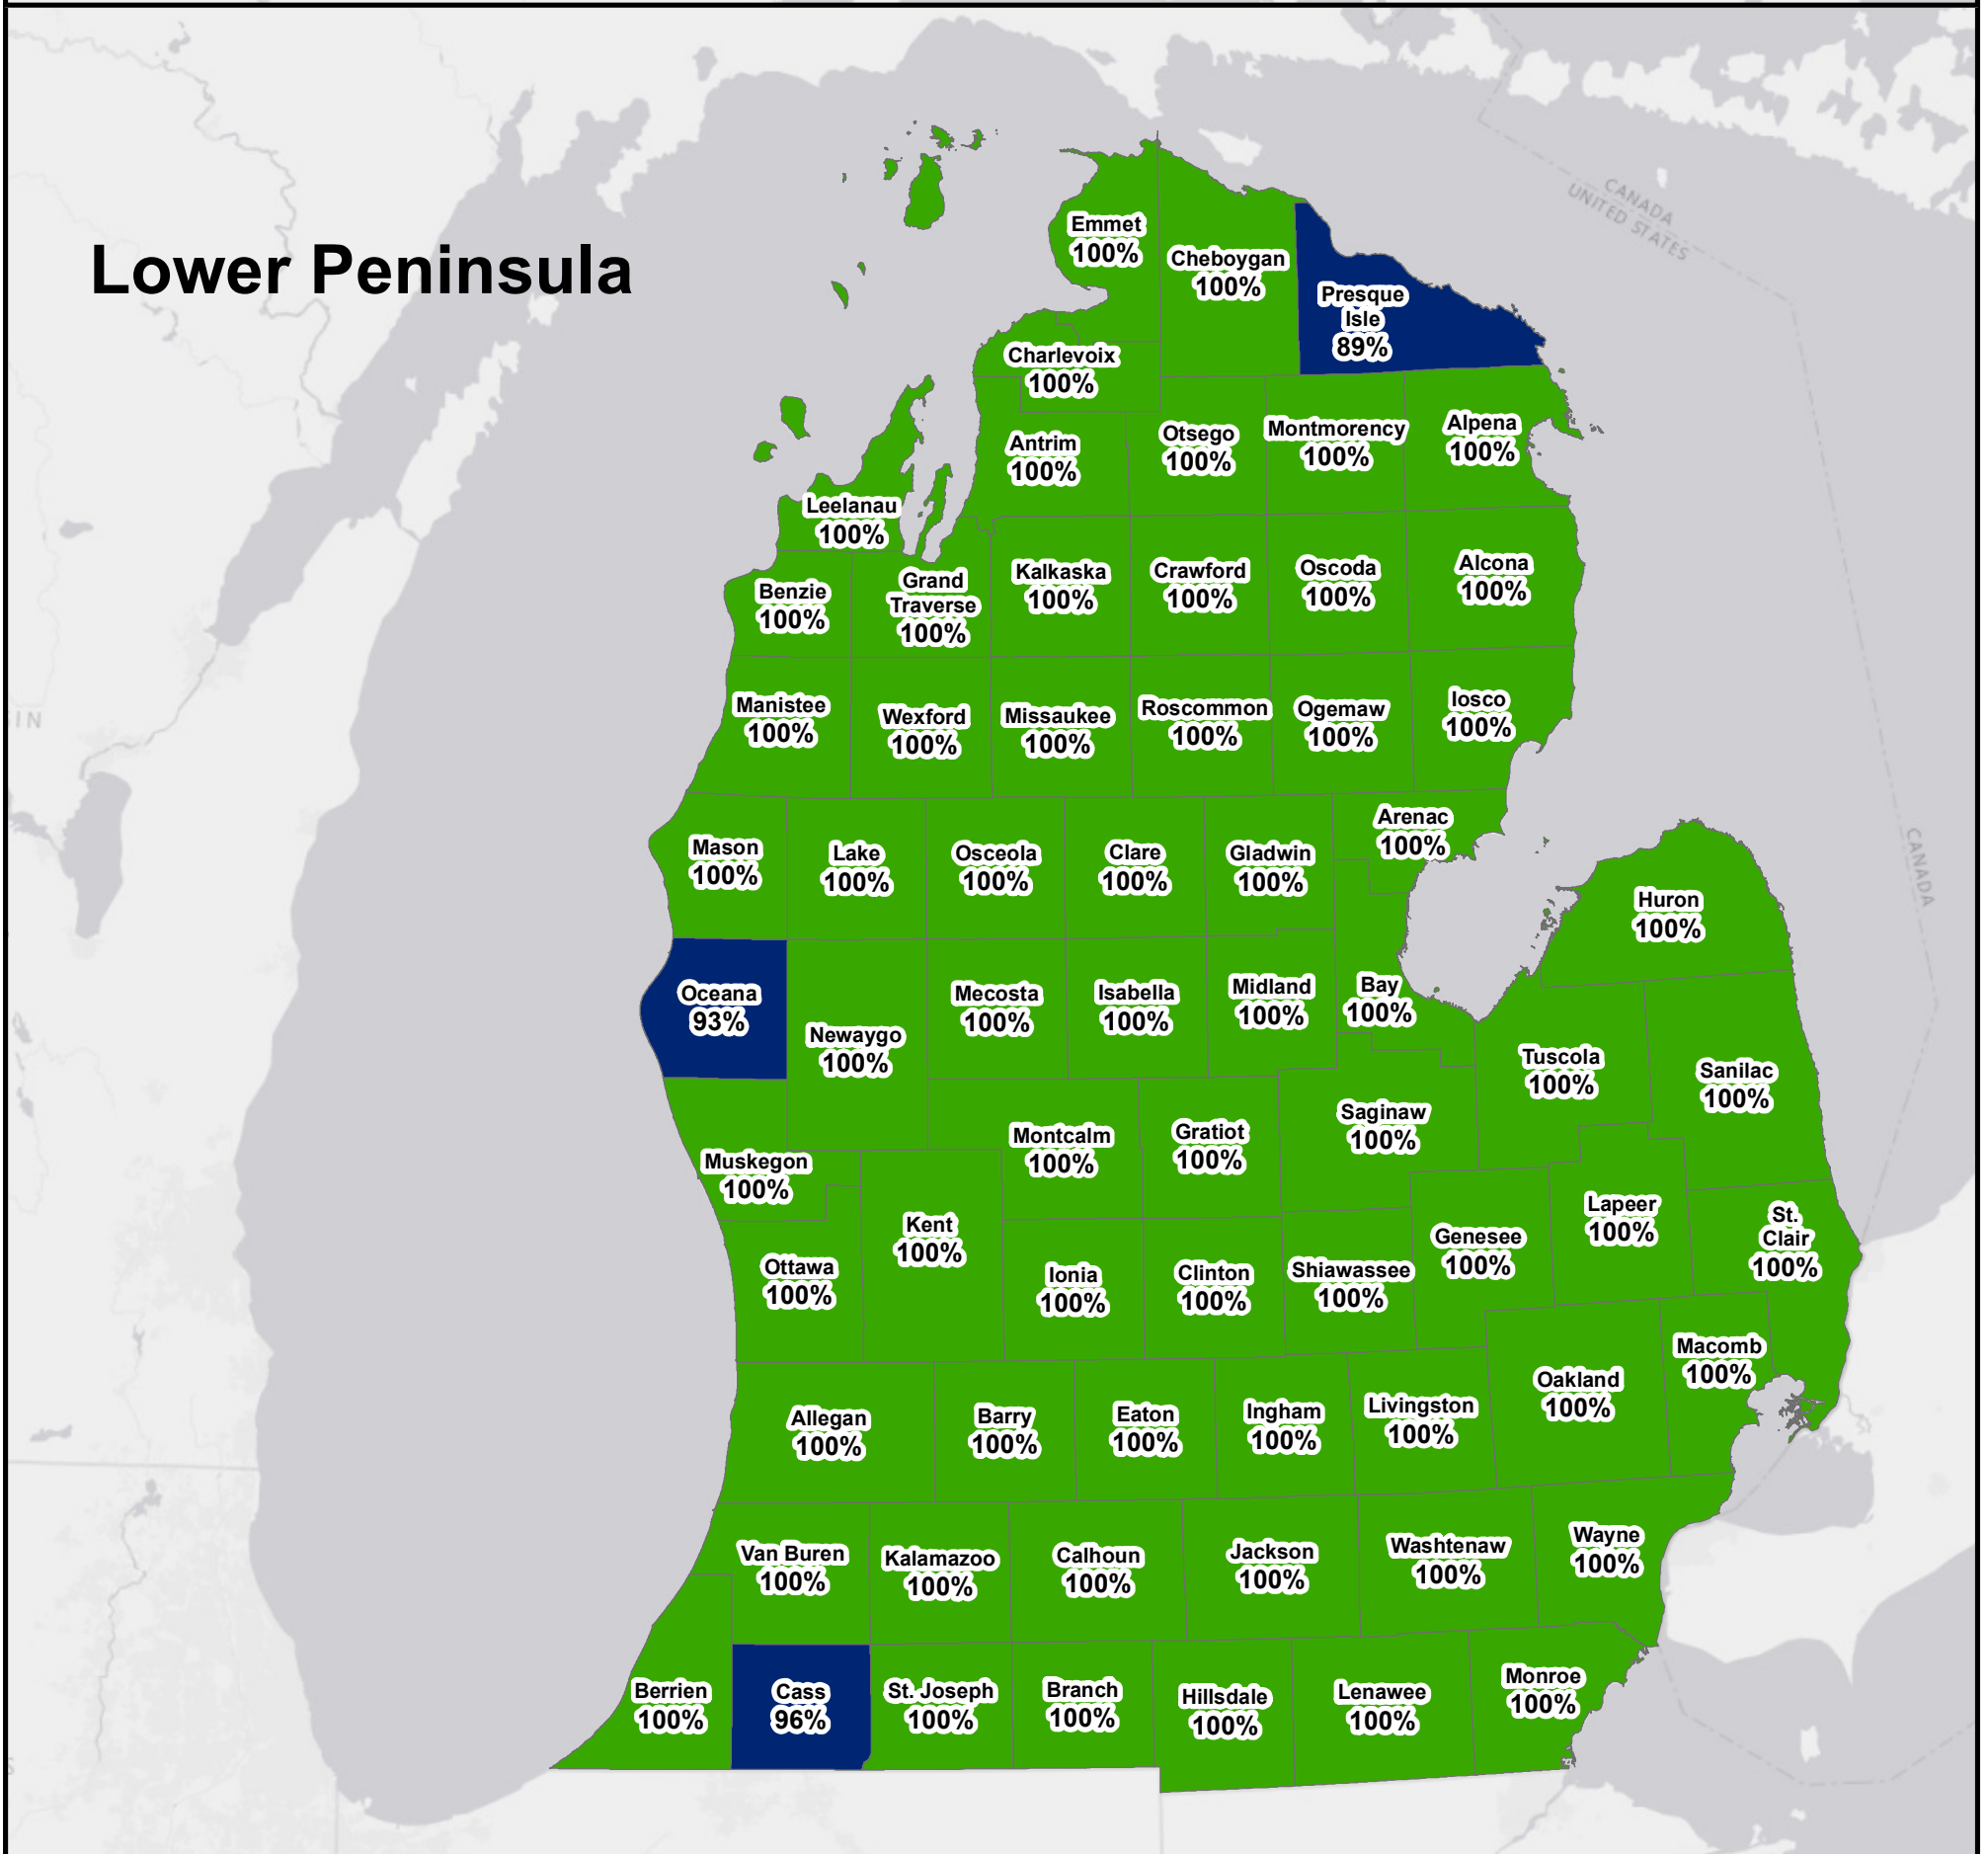 Lower Peninsula
CANADA
UNITED STATES
Emmet
100%
Cheboygan
100%
Presque
Isle
89%
Charlevoix
100%
Antrim
100%
Otsego
100%
Montmorency
100%
Alpena
100%
Leelanau
100%
Benzie
100%
Grand
Traverse
100%
Kalkaska
100%
Crawford
100%
Oscoda
100%
Alcona
100%
Manistee
100%
Wexford
100%
Missaukee
100%
Roscommon
100%
Ogemaw
100%
Iosco
100%
IN
Mason
100%
Lake
100%
Osceola
100%
Clare
100%
Gladwin
100%
Arenac
100%
CANADA
Huron
100%
Oceana
93%
Newaygo
100%
Mecosta
100%
Isabella
100%
Midland
100%
Bay
100%
Tuscola
100%
Sanilac
100%
Muskegon
100%
Montcalm
100%
Gratiot
100%
Saginaw
100%
Ottawa
100%
Kent
100%
Ionia
100%
Clinton
100%
Shiawassee
100%
Genesee
100%
Lapeer
100%
St.
Clair
100%
Allegan
100%
Barry
100%
Eaton
100%
Ingham
100%
Livingston
100%
Oakland
100%
Macomb
100%
Van Buren
100%
Kalamazoo
100%
Calhoun
100%
Jackson
100%
Washtenaw
100%
Wayne
100%
Berrien
100%
Cass
96%
St. Joseph
100%
Branch
100%
Hillsdale
100%
Lenawee
100%
Monroe
100%
S